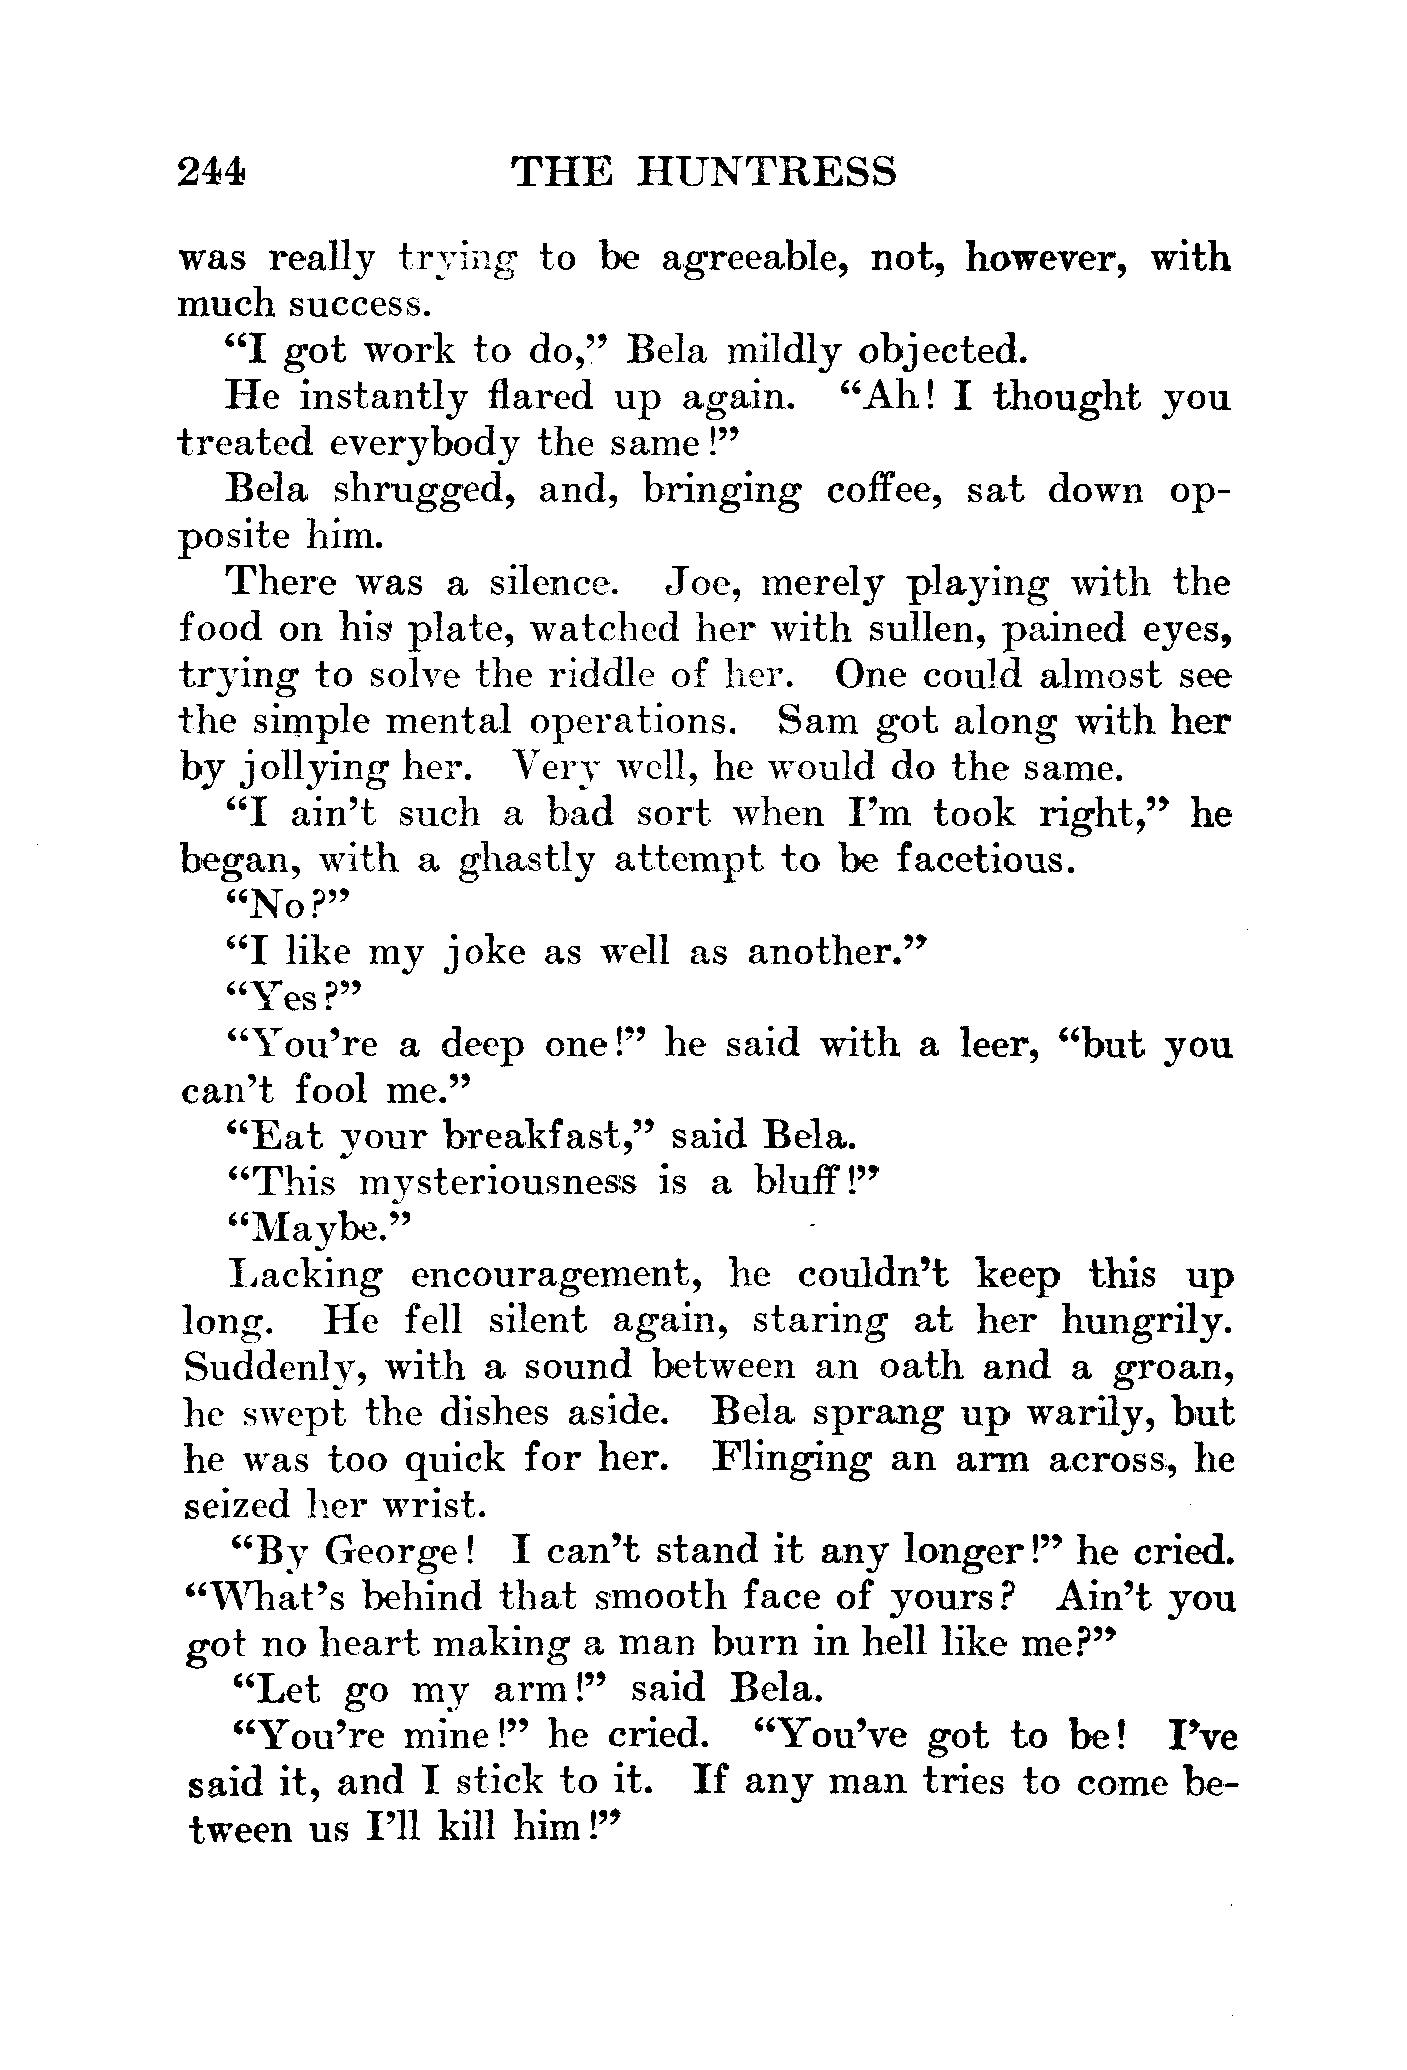 244 THE HUNTRESS
was really trying to be agreeable, not, however, with
much success.
“I got work to do,” Bela mildly objected.
He instantly flared up again. “Ah! I thought you
treated everybody the same!”
Bela shrugged, and, bringing coffee, sat down op-
posite him.
There was a silence. Joe, merely playing with the
food on his plate, watched her with sullen, pained eyes,
trying to solve the riddle of her. One could almost see
the simple mental operations. Sam got along with her
by jollying her. Very well, he would do the same.
“I ain’t such a bad sort when I’m took right,” he
began, with a ghastly attempt to be facetious.
“No?”
“I like my joke as well as another.”
“Yes?”
“You’re a deep one!” he said with a leer, “but you
can’t fool me.”
“Eat your breakfast,” said Bela.
“This mysteriousness is a bluff!”
“Maybe.”
Lacking encouragement, he couldn’t keep this up
long. He fell silent again, staring at her hungrily.
Suddenly, with a sound between an oath and a groan,
he swept the dishes aside. Bela sprang up warily, but
he was too quick for her. Flinging an arm across, he
seized her wrist.
“By George! I can’t stand it any longer!” he cried.
“What’s behind that smooth face of yours? Ain’t you
got no heart making a man burn in hell like me?”
“Let go my arm!” said Bela.
“You’re mine!” he cried. “You’ve got to be! I’ve
said it, and I stick to it. If any man tries to come be-
tween us I’ll kill him!”